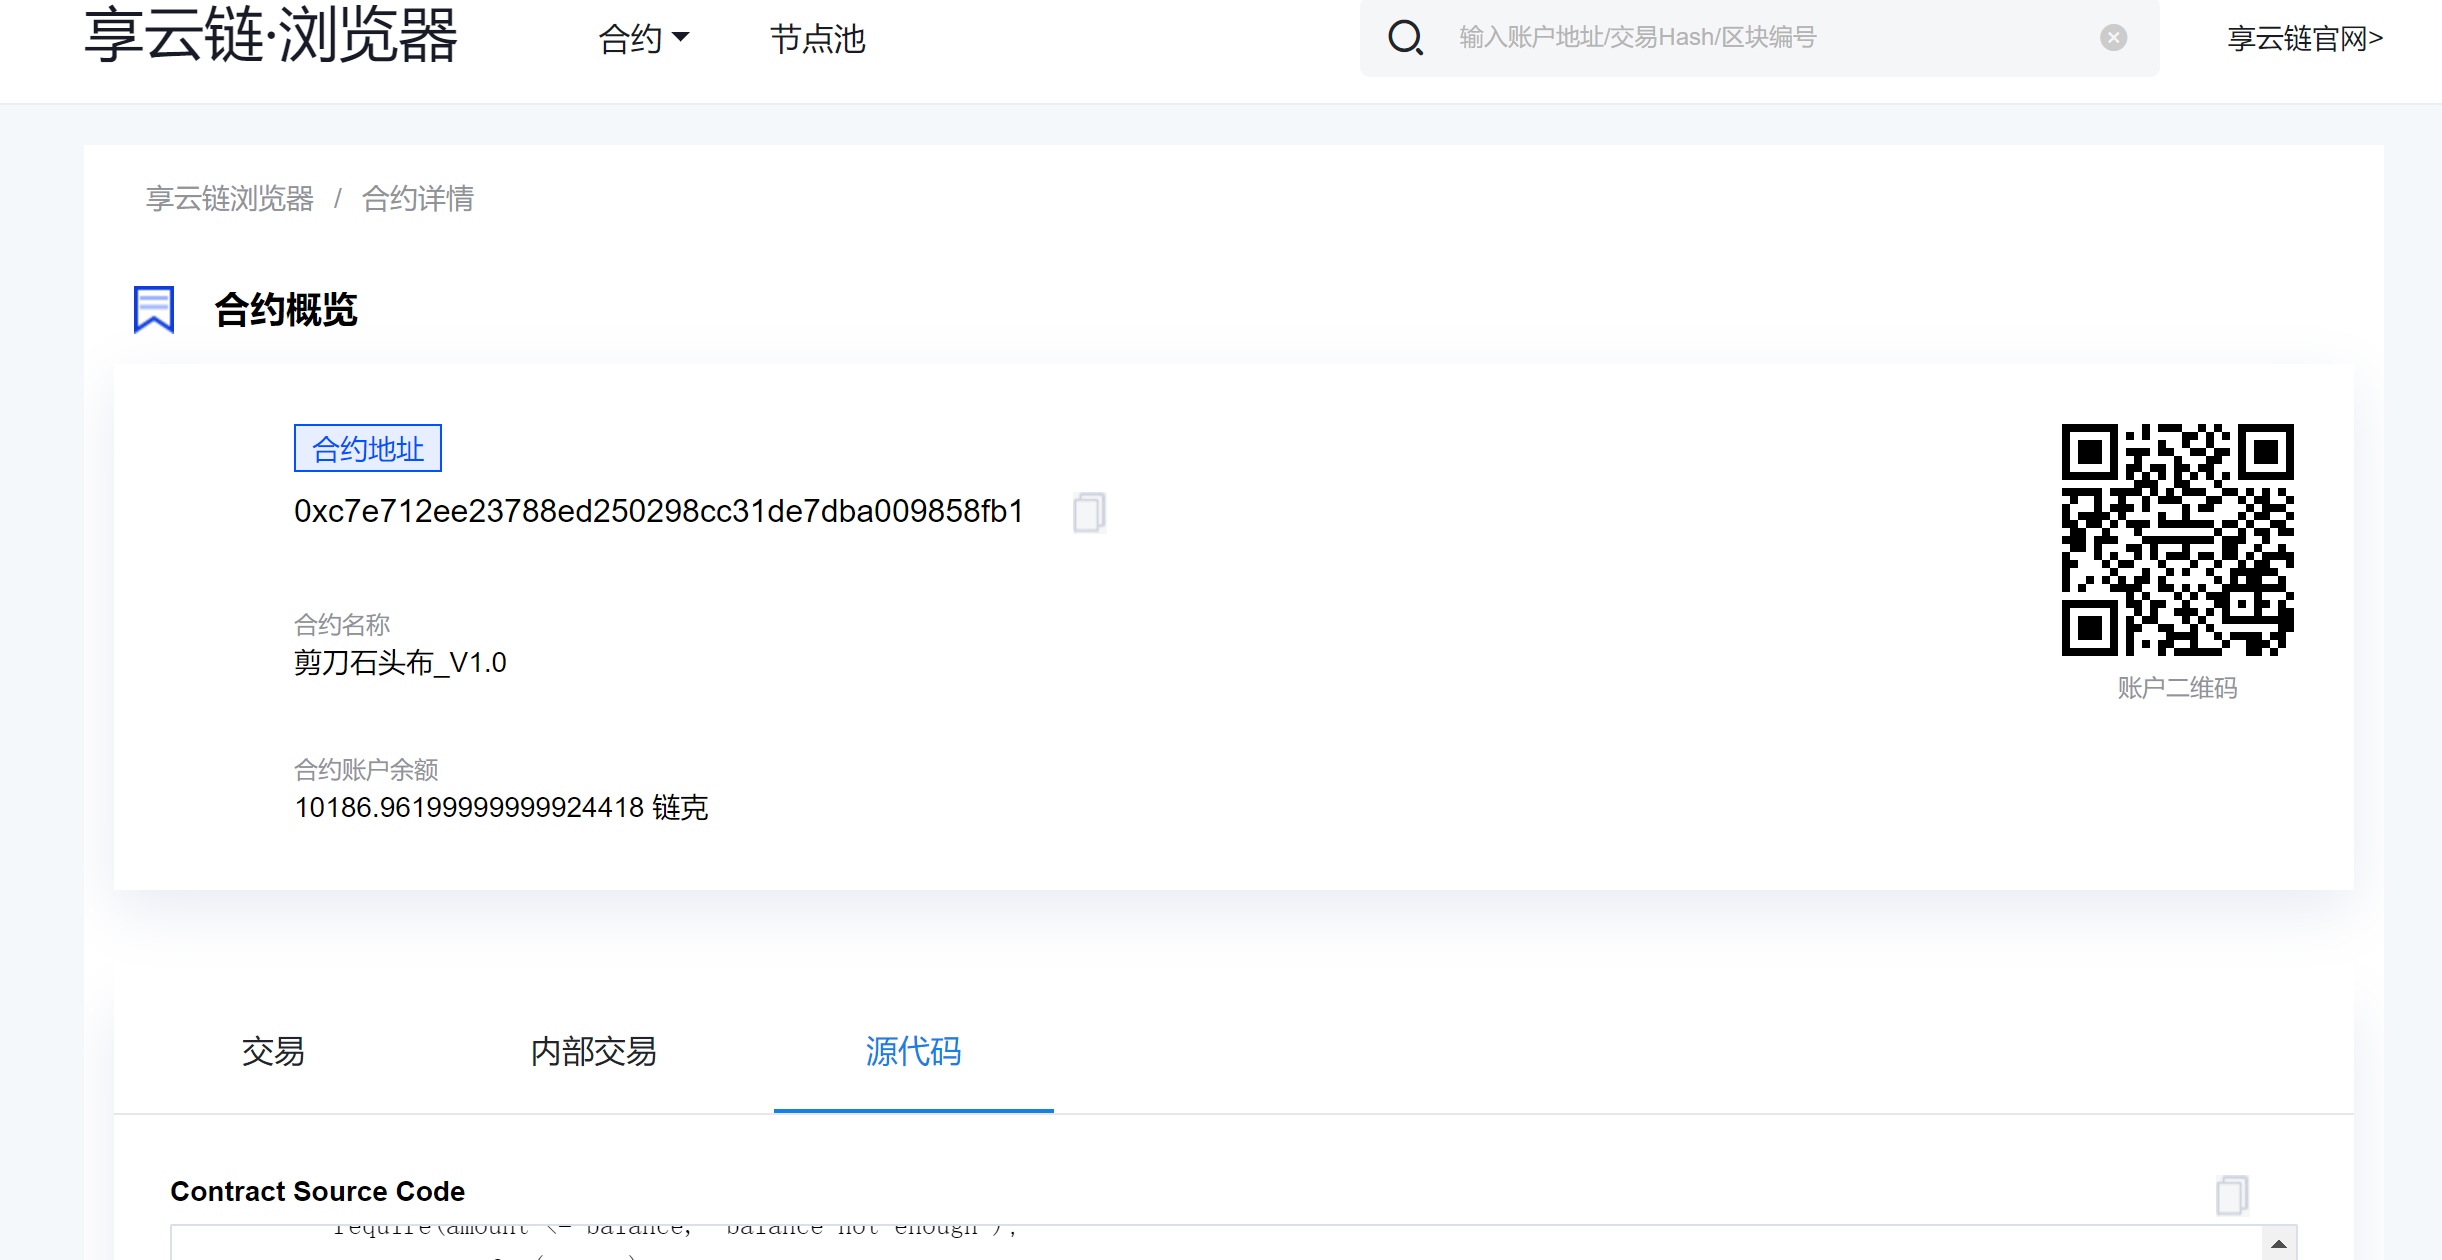 享云链·浏览器
合约
节点池
输入账户地址/交易Hash/区块编号
享云链官网>
享云链浏览器 / 合约详情
合约概览
合约地址
0xc7e712ee23788ed250298cc31de7dba009858fb1
合约名称
剪刀石头布_V1.0
账户二维码
合约账户余额
10186.96199999999924418 链克
交易
内部交易
源代码
Contract Source Code
require(amount <= balance, "balance not enough");